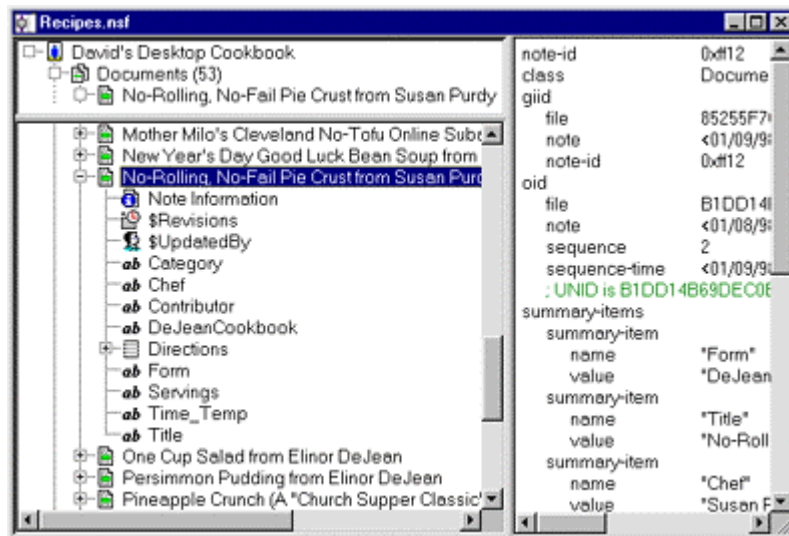 Recipes.nsf
David's Desktop Cookbook
Documents (53)
No-Rolling, No-Fail Pie Crust from Susan Purdy
Mother Milo's Cleveland No-Tofu Online Subc
New Year's Day Good Luck Bean Soup from
No-Rolling, No-Fail Pie Crust from Susan Purd
Note Information
$Revisions
$UpdatedBy
ab Category
ab Chef
ab Contributor
ab DeJeanCookbook
Directions
ab Form
ab Servings
ab Time_Temp
ab Title
One Cup Salad from Elinor DeJean
Persimmon Pudding from Elinor DeJean
Pineapple Crunch (A "Church Supper Classic"
note-id 0xff12
class Docume
giid
file 85255F7
note <01/09/9
note-id 0xff12
oid
file B1DD14
note <01/08/9
sequence 2
sequence-time <01/09/9
; UNID is B1DD14B69DEC0
summary-items
summary-item
name "Form"
value "DeJean
summary-item
name "Title"
value "No-Roll
summary-item
name "Chef"
value "Susan P